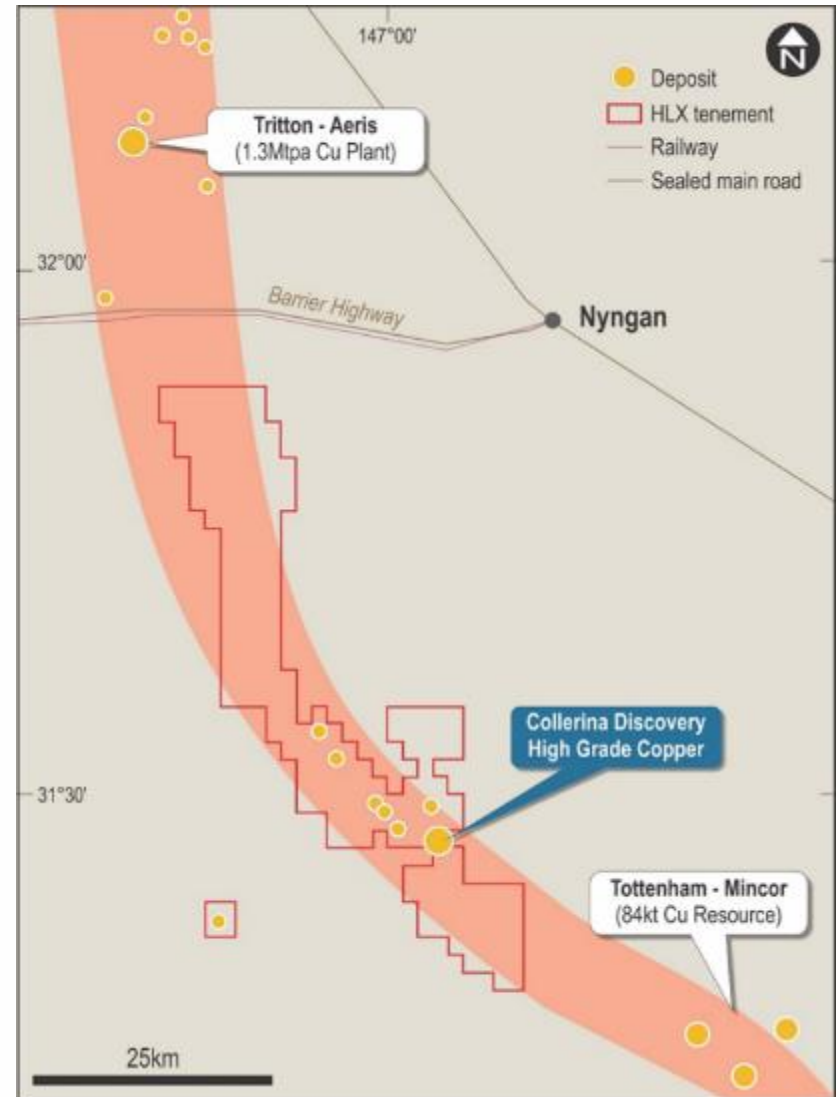 147°00'
N
Deposit
HLX tenement
Railway
Sealed main road
Tritton - Aeris
(1.3Mtpa Cu Plant)
32°00'
Barrier Highway
Nyngan
Collerina Discovery
High Grade Copper
31°30'
Tottenham - Mincor
(84kt Cu Resource)
25km